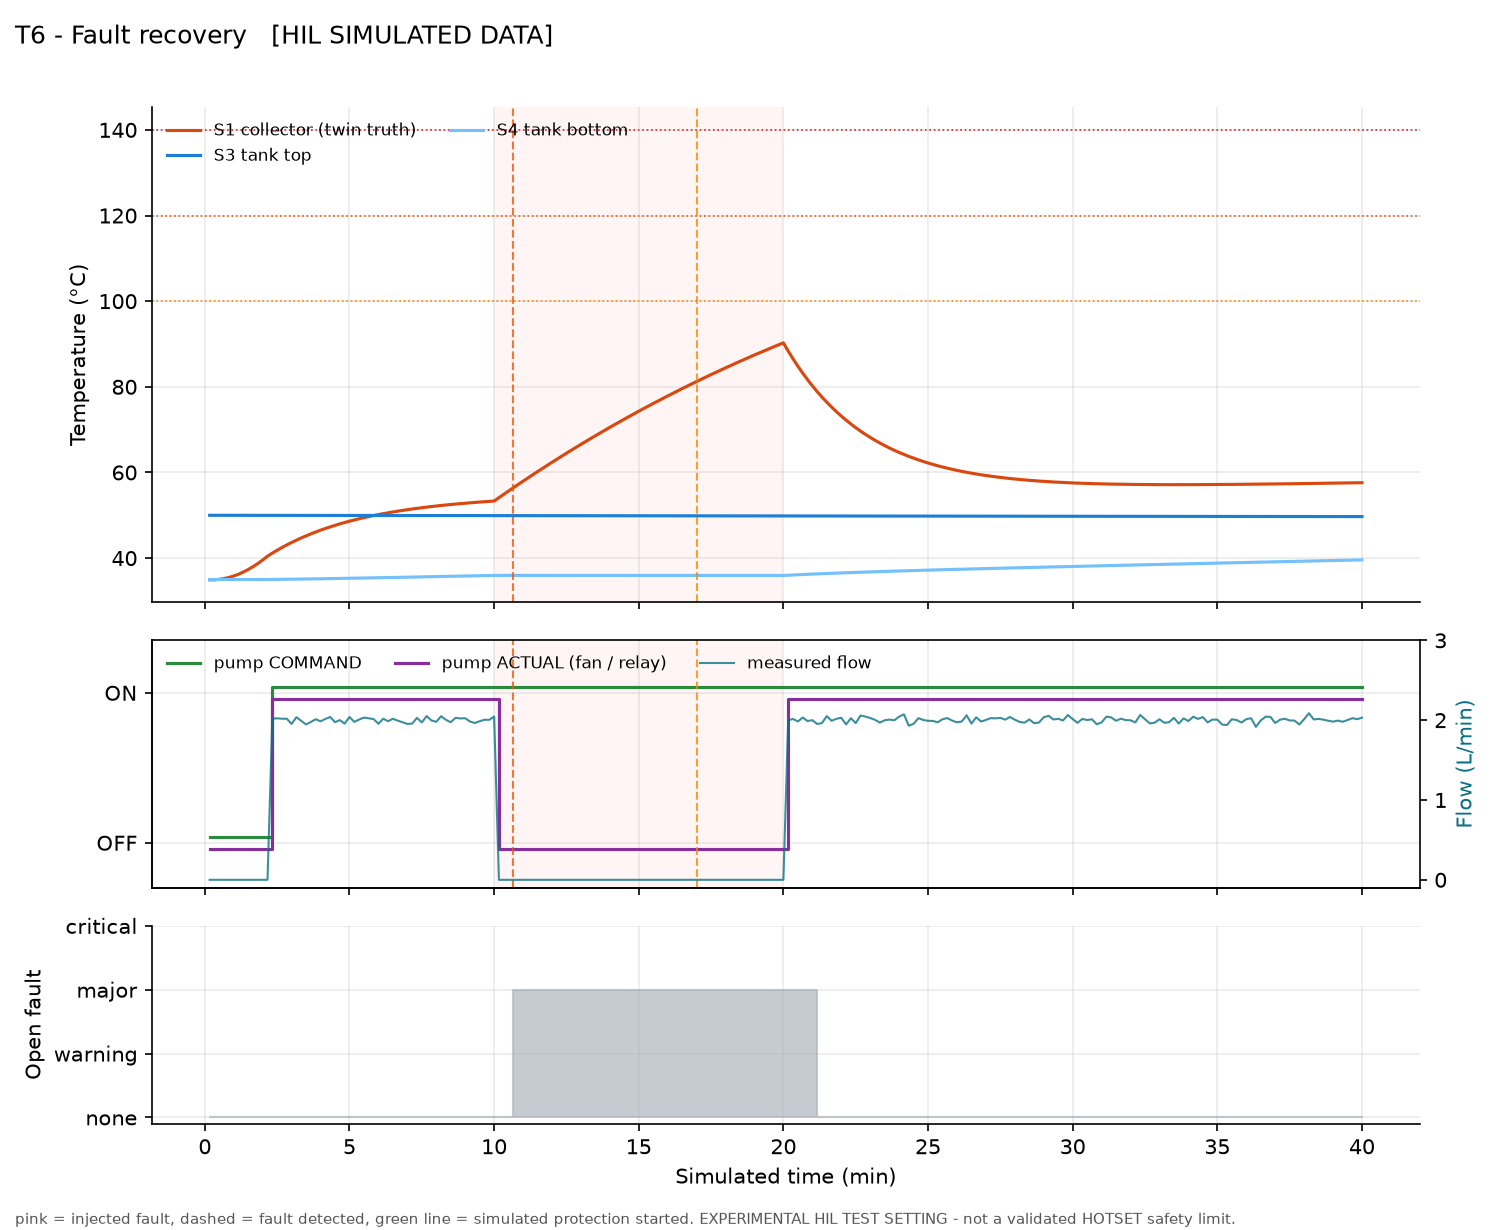 T6 - Fault recovery   [HIL SIMULATED DATA]
S1 collector (twin truth)
S4 tank bottom
S3 tank top
140
120
100
80
60
40
Temperature (°C)
pump COMMAND
pump ACTUAL (fan / relay)
measured flow
ON
OFF
3
2
1
0
Flow (L/min)
critical
major
warning
none
Open fault
0
5
10
15
20
25
30
35
40
Simulated time (min)
pink = injected fault, dashed = fault detected, green line = simulated protection started. EXPERIMENTAL HIL TEST SETTING - not a validated HOTSET safety limit.